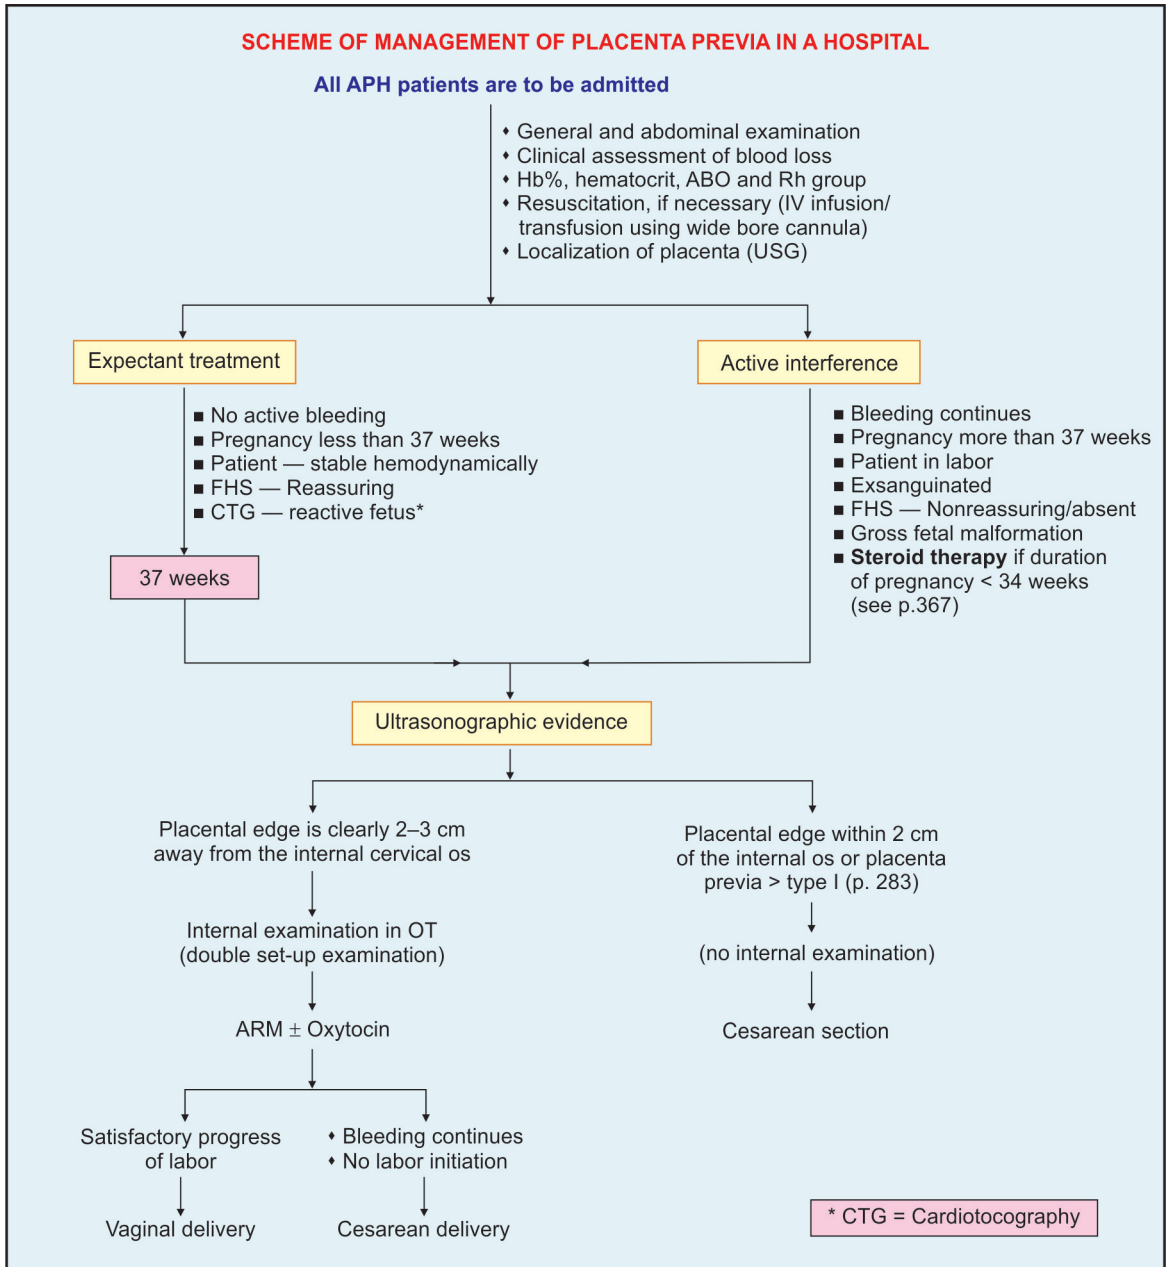 SCHEME OF MANAGEMENT OF PLACENTA PREVIA IN A HOSPITAL
All APH patients are to be admitted
♦ General and abdominal examination
♦ Clinical assessment of blood loss
♦ Hb%, hematocrit, ABO and Rh group
♦ Resuscitation, if necessary (IV infusion/
transfusion using wide bore cannula)
♦ Localization of placenta (USG)
Expectant treatment
■ No active bleeding
■ Pregnancy less than 37 weeks
■ Patient — stable hemodynamically
■ FHS — Reassuring
■ CTG — reactive fetus*
37 weeks
Active interference
■ Bleeding continues
■ Pregnancy more than 37 weeks
■ Patient in labor
■ Exsanguinated
■ FHS — Nonreassuring/absent
■ Gross fetal malformation
■ Steroid therapy if duration
of pregnancy < 34 weeks
(see p.367)
Ultrasonographic evidence
Placental edge is clearly 2–3 cm
away from the internal cervical os
Internal examination in OT
(double set-up examination)
ARM ± Oxytocin
Satisfactory progress
of labor
Vaginal delivery
♦ Bleeding continues
♦ No labor initiation
Cesarean delivery
Placental edge within 2 cm
of the internal os or placenta
previa > type I (p. 283)
(no internal examination)
Cesarean section
* CTG = Cardiotocography